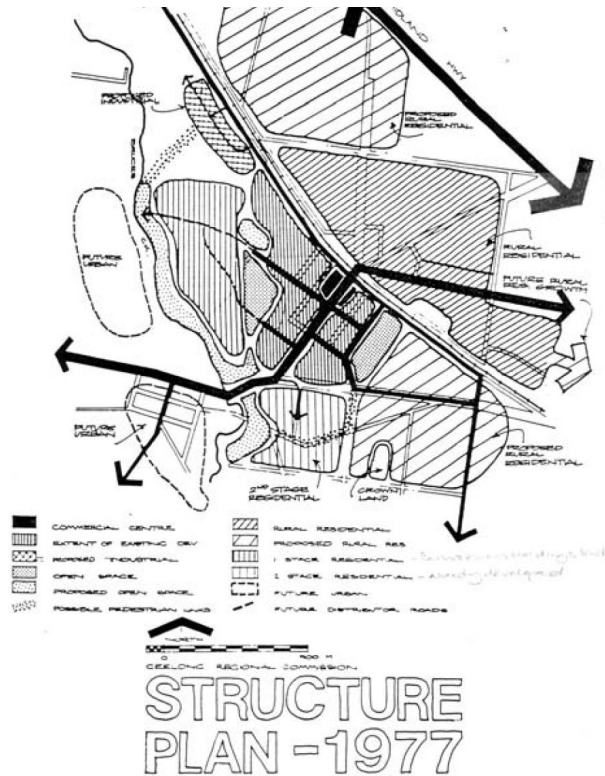 HWY
PROPOSED
INDUSTRIAL
PROPOSED
RURAL
RESIDENTIAL
FUTURE
URBAN
RURAL
RESIDENTIAL
FUTURE RURAL
RES. GROWTH
FUTURE
URBAN
PROPOSED
RURAL
RESIDENTIAL
2ND STAGE
RESIDENTIAL
CROWN
LAND
COMMERCIAL CENTRE
EXTENT OF EXISTING DEV
PROPOSED INDUSTRIAL
OPEN SPACE
PROPOSED OPEN SPACE
POSSIBLE PEDESTRIAN LINKS
RURAL RESIDENTIAL
PROPOSED RURAL RES
1 STAGE RESIDENTIAL
2 STAGE RESIDENTIAL - already developed
FUTURE URBAN
FUTURE DISTRIBUTOR ROADS
NORTH
0 500 M
GEELONG REGIONAL COMMISSION
STRUCTURE
PLAN - 1977